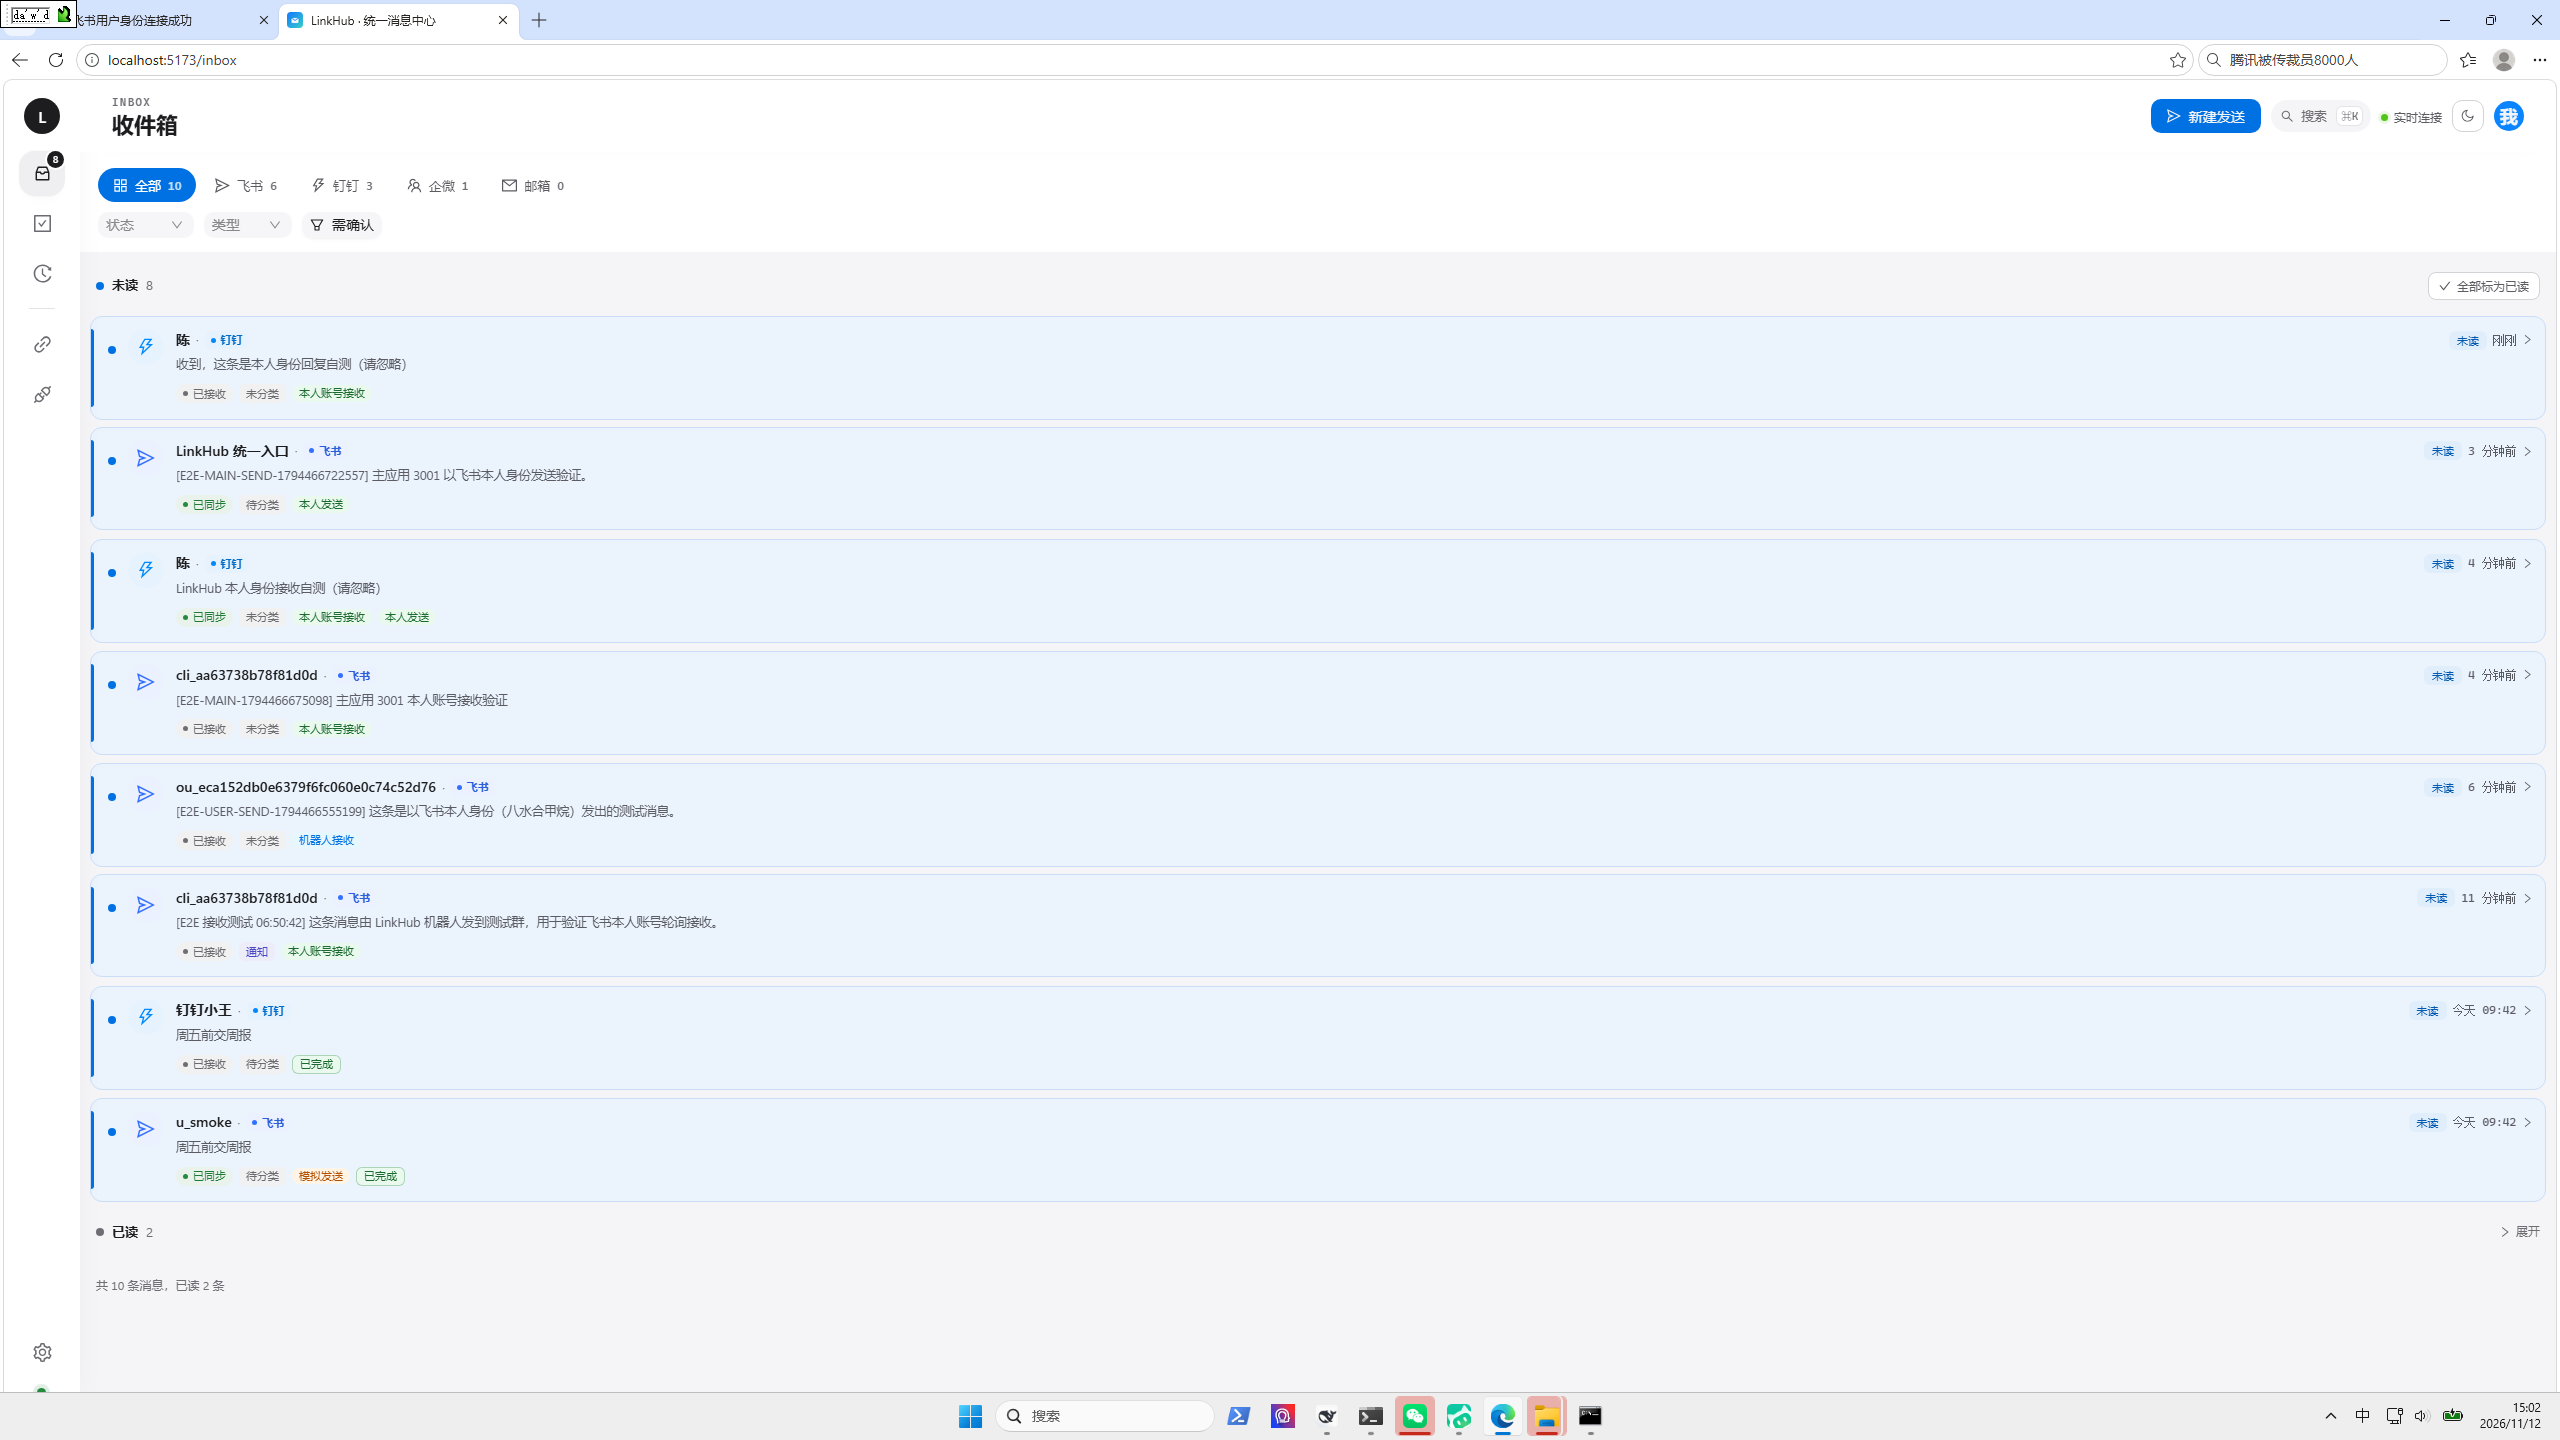 da'w'd
飞书用户身份连接成功
LinkHub · 统一消息中心
localhost:5173/inbox
腾讯被传裁员8000人
L
INBOX
收件箱
新建发送
搜索 ⌘K
实时连接
我
8
全部 10
飞书 6
钉钉 3
企微 1
邮箱 0
状态
类型
需确认
未读 8
全部标为已读
陈 · 钉钉
未读 刚刚
收到，这条是本人身份回复自测（请忽略）
已接收 未分类 本人账号接收
LinkHub 统一入口 · 飞书
未读 3 分钟前
[E2E-MAIN-SEND-1794466722557] 主应用 3001 以飞书本人身份发送验证。
已同步 待分类 本人发送
陈 · 钉钉
未读 4 分钟前
LinkHub 本人身份接收自测（请忽略）
已同步 未分类 本人账号接收 本人发送
cli_aa63738b78f81d0d · 飞书
未读 4 分钟前
[E2E-MAIN-1794466675098] 主应用 3001 本人账号接收验证
已接收 未分类 本人账号接收
ou_eca152db0e6379f6fc060e0c74c52d76 · 飞书
未读 6 分钟前
[E2E-USER-SEND-1794466555199] 这条是以飞书本人身份（八水合甲烷）发出的测试消息。
已接收 未分类 机器人接收
cli_aa63738b78f81d0d · 飞书
未读 11 分钟前
[E2E 接收测试 06:50:42] 这条消息由 LinkHub 机器人发到测试群，用于验证飞书本人账号轮询接收。
已接收 通知 本人账号接收
钉钉小王 · 钉钉
未读 今天 09:42
周五前交周报
已接收 待分类 已完成
u_smoke · 飞书
未读 今天 09:42
周五前交周报
已同步 待分类 模拟发送 已完成
已读 2
展开
共 10 条消息，已读 2 条
搜索
中
15:02
2026/11/12